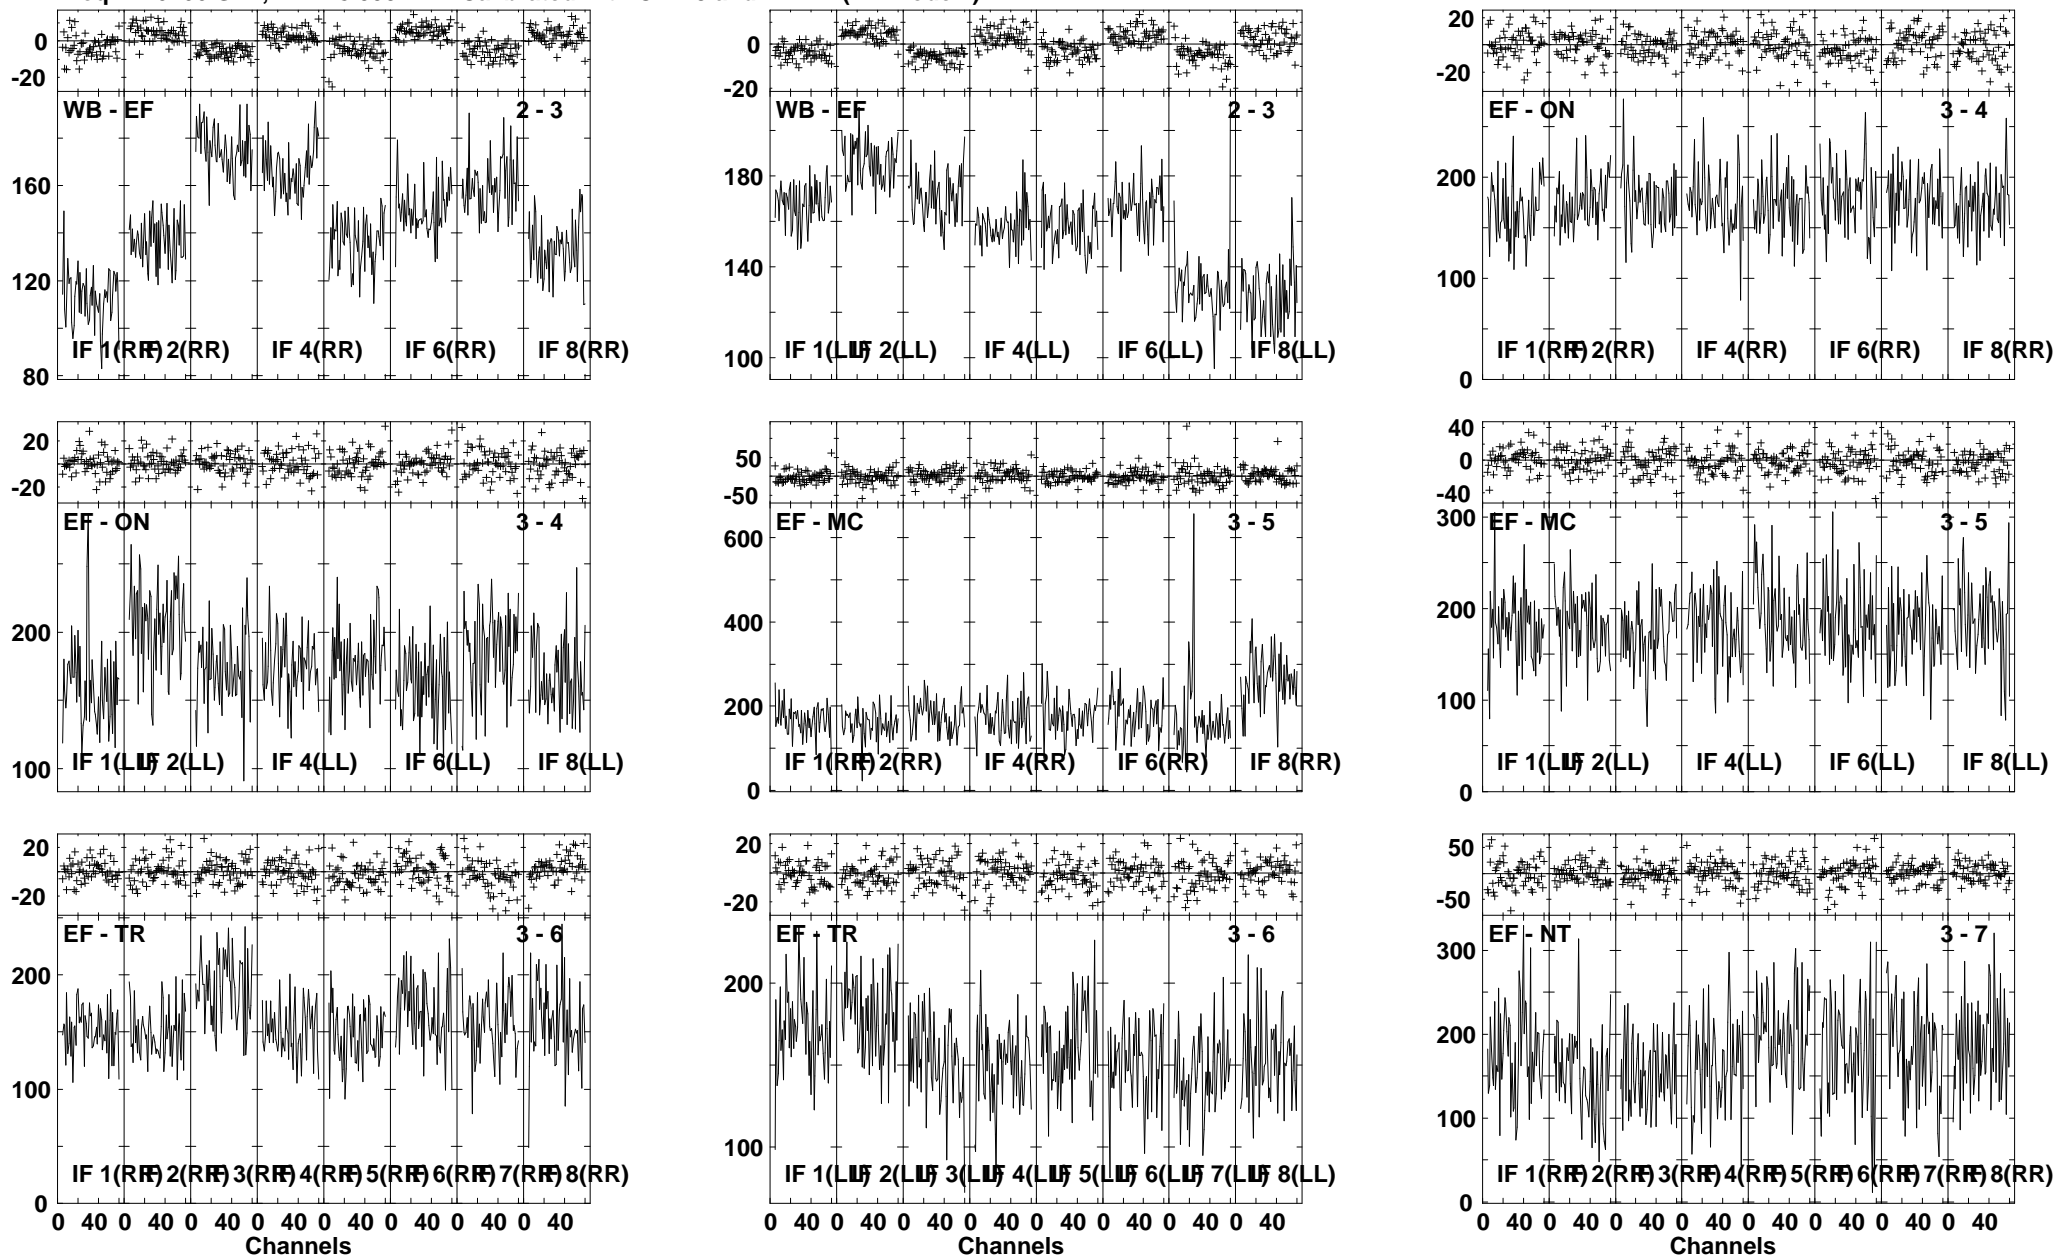 0
-20
WB - EF 2 - 3
160
120
80
IF 1(RR) IF 2(RR) IF 4(RR) IF 6(RR) IF 8(RR)
0
-20
WB - EF 2 - 3
180
140
100
IF 1(LL) IF 2(LL) IF 4(LL) IF 6(LL) IF 8(LL)
20
-20
EF - ON 3 - 4
200
100
0
IF 1(RR) IF 2(RR) IF 4(RR) IF 6(RR) IF 8(RR)
20
-20
EF - ON 3 - 4
200
100
IF 1(LL) IF 2(LL) IF 4(LL) IF 6(LL) IF 8(LL)
50
-50
EF - MC 3 - 5
600
400
200
0
IF 1(RR) IF 2(RR) IF 4(RR) IF 6(RR) IF 8(RR)
40
0
-40
EF - MC 3 - 5
300
200
100
0
IF 1(LL) IF 2(LL) IF 4(LL) IF 6(LL) IF 8(LL)
20
-20
EF - TR 3 - 6
200
100
0
IF 1(RR) IF 2(RR) IF 3(RR) IF 4(RR) IF 5(RR) IF 6(RR) IF 7(RR) IF 8(RR)
0 40 0 40 0 40 0 40 0 40 0 40 0 40 0 40
Channels
20
-20
EF - TR 3 - 6
200
100
IF 1(LL) IF 2(LL) IF 3(LL) IF 4(LL) IF 5(LL) IF 6(LL) IF 7(LL) IF 8(LL)
0 40 0 40 0 40 0 40 0 40 0 40 0 40 0 40
Channels
50
-50
EF - NT 3 - 7
300
200
100
0
IF 1(RR) IF 2(RR) IF 3(RR) IF 4(RR) IF 5(RR) IF 6(RR) IF 7(RR) IF 8(RR)
0 40 0 40 0 40 0 40 0 40 0 40 0 40 0 40
Channels